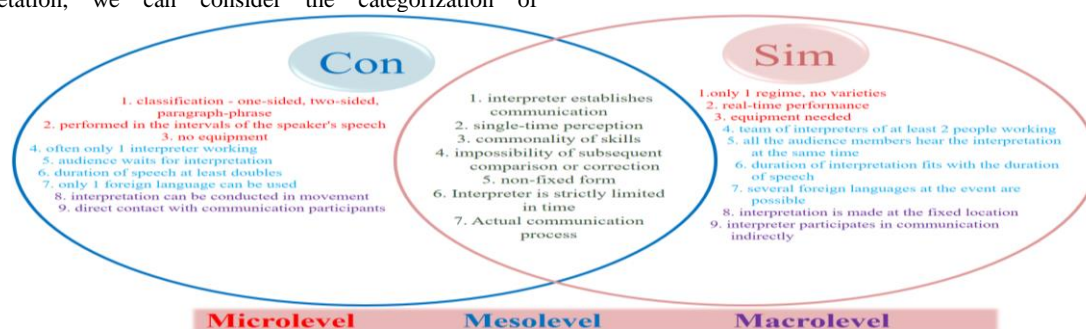 etation, we can consider the categorization of
Con
1. classification - one-sided, two-sided,
paragraph-phrase
2. performed in the intervals of the speaker's speech
3. no equipment
4. often only 1 interpreter working
5. audience waits for interpretation
6. duration of speech at least doubles
7. only 1 foreign language can be used
8. interpretation can be conducted in movement
9. direct contact with communication participants
1. interpreter establishes
communication
2. single-time perception
3. commonality of skills
4. impossibility of subsequent
comparison or correction
5. non-fixed form
6. Interpreter is strictly limited
in time
7. Actual communication
process
Sim
1.only 1 regime, no varieties
2. real-time performance
3. equipment needed
4. team of interpreters of at least 2 people working
5. all the audience members hear the interpretation
at the same time
6. duration of interpretation fits with the duration
of speech
7. several foreign languages at the event are
possible
8. interpretation is made at the fixed location
9. interpreter participates in communication
indirectly
Microlevel Mesolevel Macrolevel